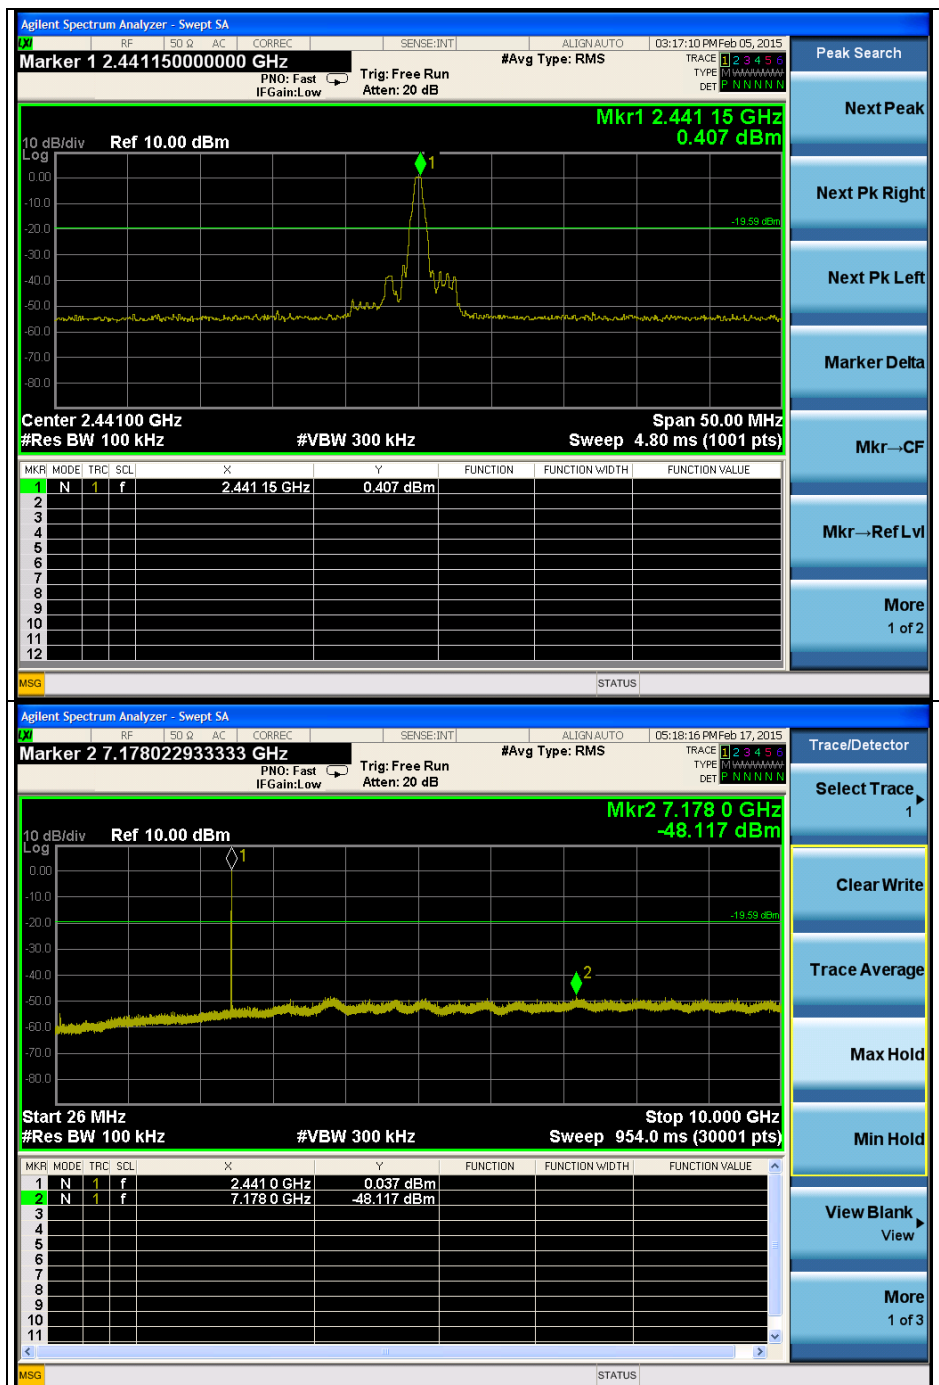 Agilent Spectrum Analyzer - Swept SA
LXI RF 50 Ω AC CORREC SENSE:INT ALIGN AUTO 03:17:10 PM Feb 05, 2015
Marker 1 2.441150000000 GHz
PNO: Fast
IFGain:Low
Trig: Free Run
Atten: 20 dB
#Avg Type: RMS
TRACE 1 2 3 4 5 6
TYPE M WWWWW
DET P N N N N N
Peak Search
Next Peak
Next Pk Right
Next Pk Left
Marker Delta
Mkr→CF
Mkr→Ref Lvl
More
1 of 2
Mkr1 2.441 15 GHz
0.407 dBm
10 dB/div Ref 10.00 dBm
Log
1
0.00
-10.0
-19.59 dBm
-20.0
-30.0
-40.0
-50.0
-60.0
-70.0
-80.0
Center 2.44100 GHz Span 50.00 MHz
#Res BW 100 kHz #VBW 300 kHz Sweep 4.80 ms (1001 pts)
MKR MODE TRC SCL X Y FUNCTION FUNCTION WIDTH FUNCTION VALUE
1 N 1 f 2.441 15 GHz 0.407 dBm
2
3
4
5
6
7
8
9
10
11
12
MSG STATUS
Agilent Spectrum Analyzer - Swept SA
LXI RF 50 Ω AC CORREC SENSE:INT ALIGN AUTO 05:18:16 PM Feb 17, 2015
Marker 2 7.178022933333 GHz
PNO: Fast
IFGain:Low
Trig: Free Run
Atten: 20 dB
#Avg Type: RMS
TRACE 1 2 3 4 5 6
TYPE M WWWWW
DET P N N N N N
Trace/Detector
Select Trace
1
Clear Write
Trace Average
Max Hold
Min Hold
View Blank
View
More
1 of 3
Mkr2 7.178 0 GHz
-48.117 dBm
10 dB/div Ref 10.00 dBm
Log
1
0.00
-10.0
-19.59 dBm
-20.0
-30.0
2
-40.0
-50.0
-60.0
-70.0
-80.0
Start 26 MHz Stop 10.000 GHz
#Res BW 100 kHz #VBW 300 kHz Sweep 954.0 ms (30001 pts)
MKR MODE TRC SCL X Y FUNCTION FUNCTION WIDTH FUNCTION VALUE
1 N 1 f 2.441 0 GHz 0.037 dBm
2 N 1 f 7.178 0 GHz -48.117 dBm
3
4
5
6
7
8
9
10
11
MSG STATUS